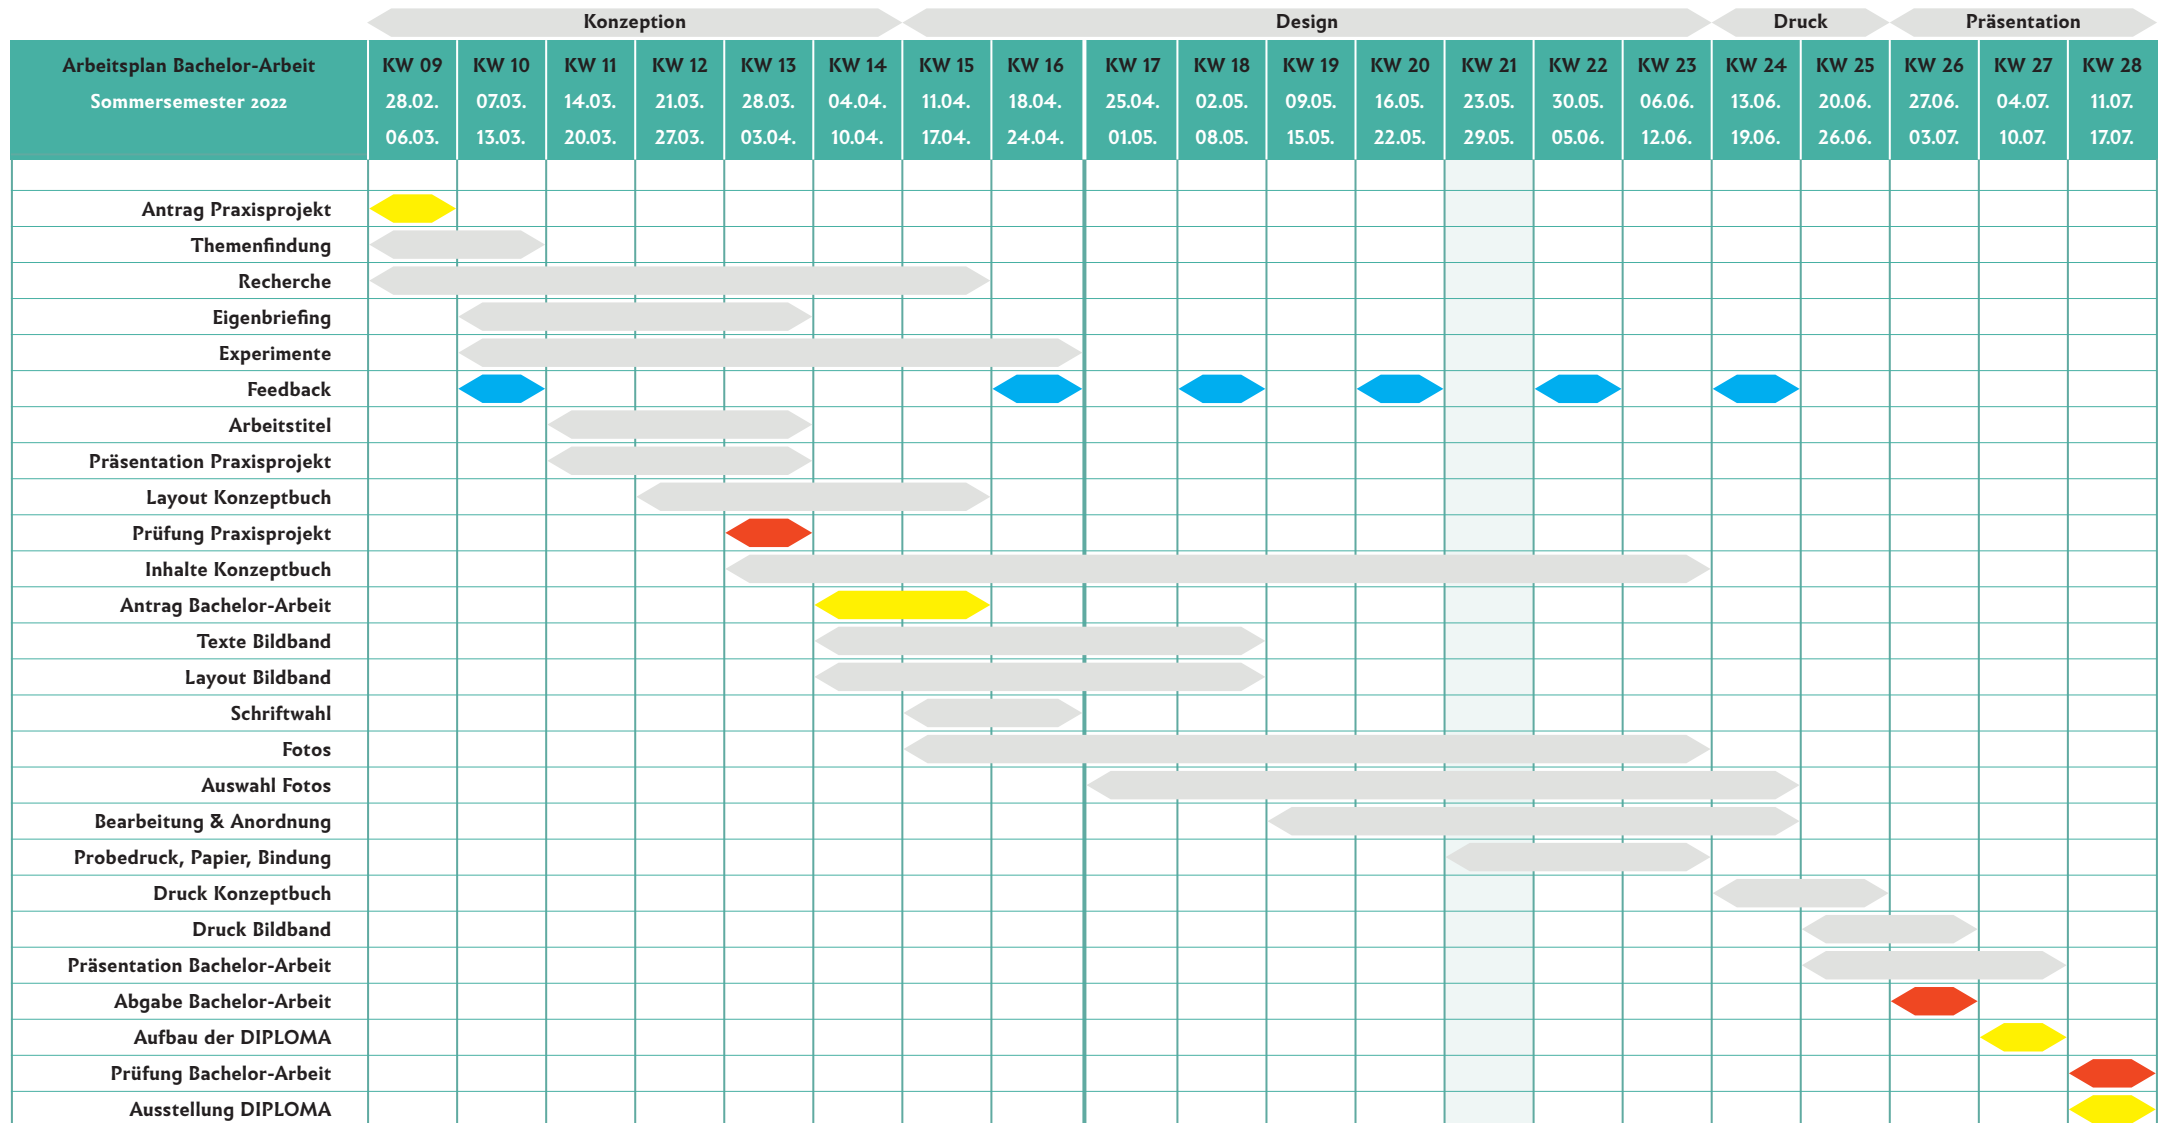 Konzeption Design Druck Präsentation
Arbeitsplan Bachelor-Arbeit KW 09 KW 10 KW 11 KW 12 KW 13 KW 14 KW 15 KW 16 KW 17 KW 18 KW 19 KW 20 KW 21 KW 22 KW 23 KW 24 KW 25 KW 26 KW 27 KW 28
Sommersemester 2022 28.02. 07.03. 14.03. 21.03. 28.03. 04.04. 11.04. 18.04. 25.04. 02.05. 09.05. 16.05. 23.05. 30.05. 06.06. 13.06. 20.06. 27.06. 04.07. 11.07.
06.03. 13.03. 20.03. 27.03. 03.04. 10.04. 17.04. 24.04. 01.05. 08.05. 15.05. 22.05. 29.05. 05.06. 12.06. 19.06. 26.06. 03.07. 10.07. 17.07.
Antrag Praxisprojekt
Themenfindung
Recherche
Eigenbriefing
Experimente
Feedback
Arbeitstitel
Präsentation Praxisprojekt
Layout Konzeptbuch
Prüfung Praxisprojekt
Inhalte Konzeptbuch
Antrag Bachelor-Arbeit
Texte Bildband
Layout Bildband
Schriftwahl
Fotos
Auswahl Fotos
Bearbeitung & Anordnung
Probedruck, Papier, Bindung
Druck Konzeptbuch
Druck Bildband
Präsentation Bachelor-Arbeit
Abgabe Bachelor-Arbeit
Aufbau der DIPLOMA
Prüfung Bachelor-Arbeit
Ausstellung DIPLOMA